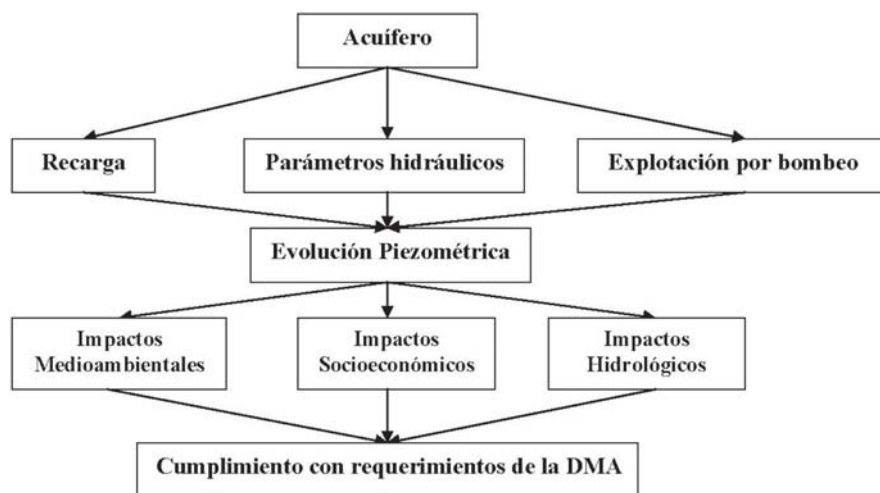 Acuífero
Recarga
Parámetros hidráulicos
Explotación por bombeo
Evolución Piezométrica
Impactos
Medioambientales
Impactos
Socioeconómicos
Impactos
Hidrológicos
Cumplimiento con requerimientos de la DMA